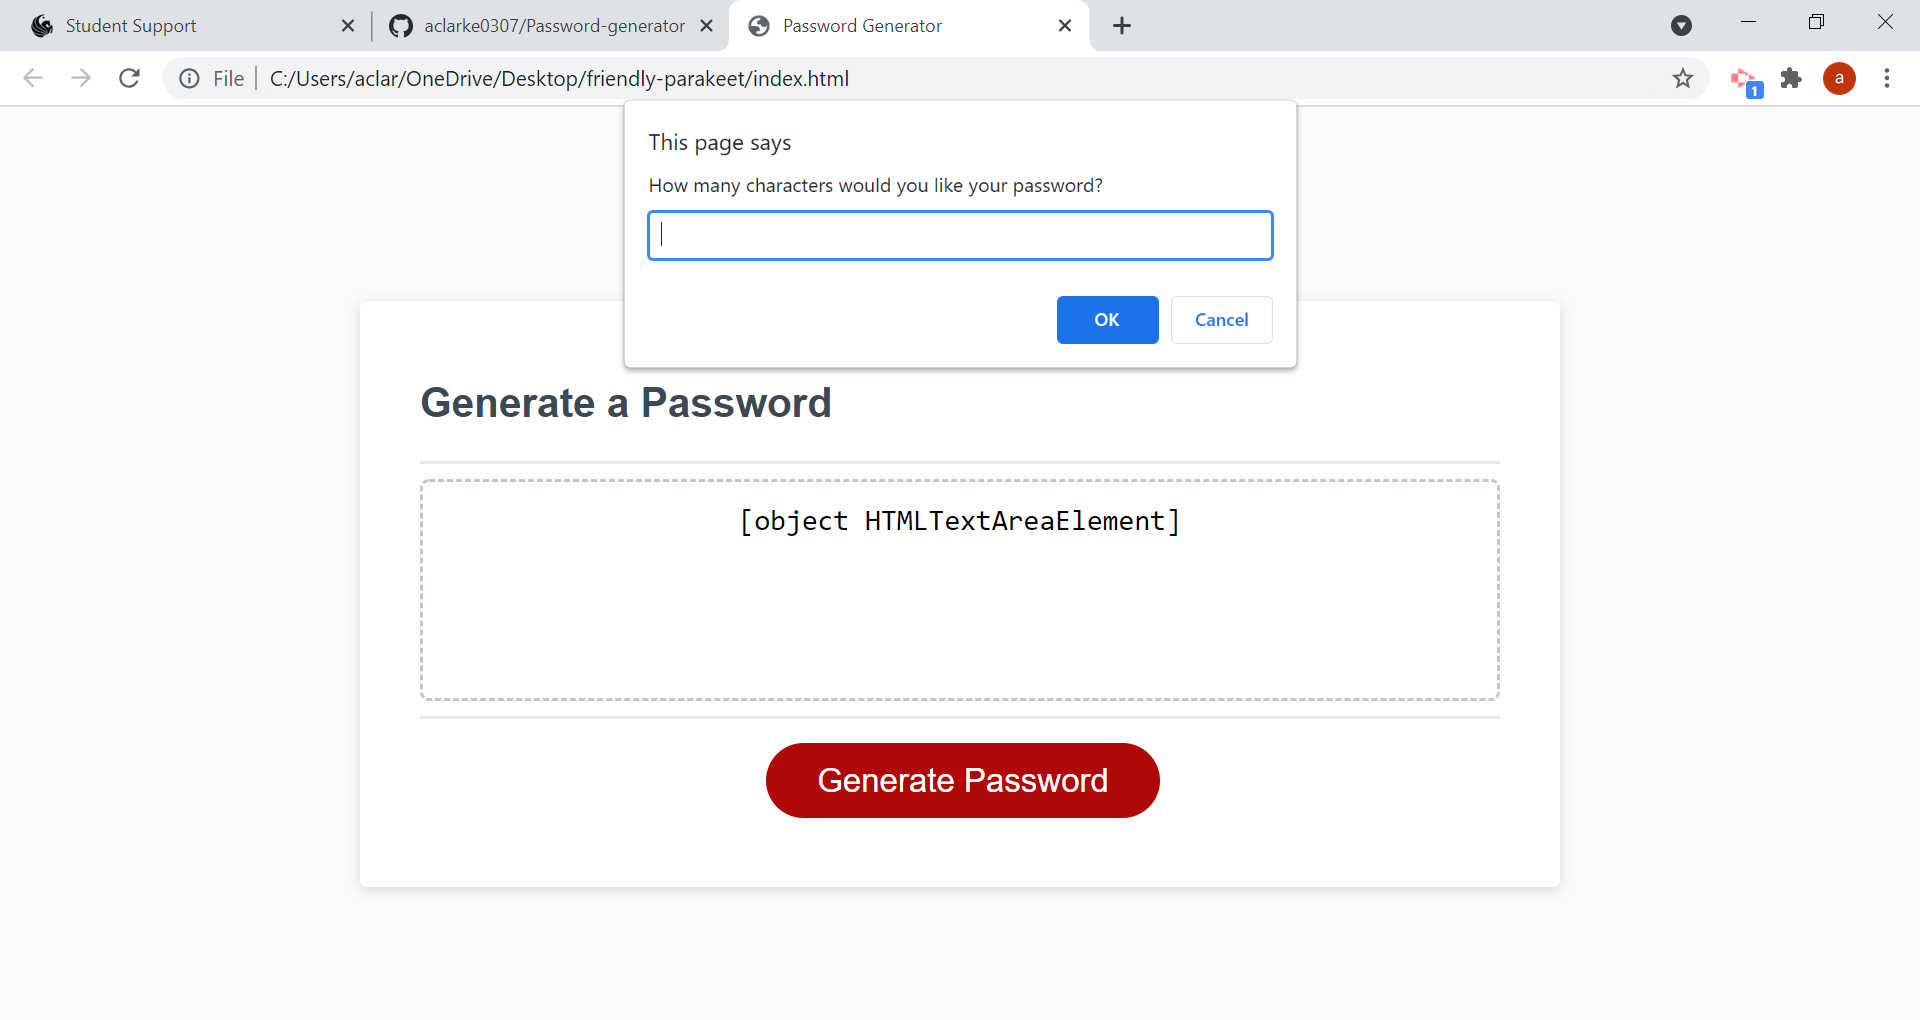 Student Support
aclarke0307/Password-generator
Password Generator
File
C:/Users/aclar/OneDrive/Desktop/friendly-parakeet/index.html
1
a
This page says
How many characters would you like your password?
OK
Cancel
Generate a Password
[object HTMLTextAreaElement]
Generate Password